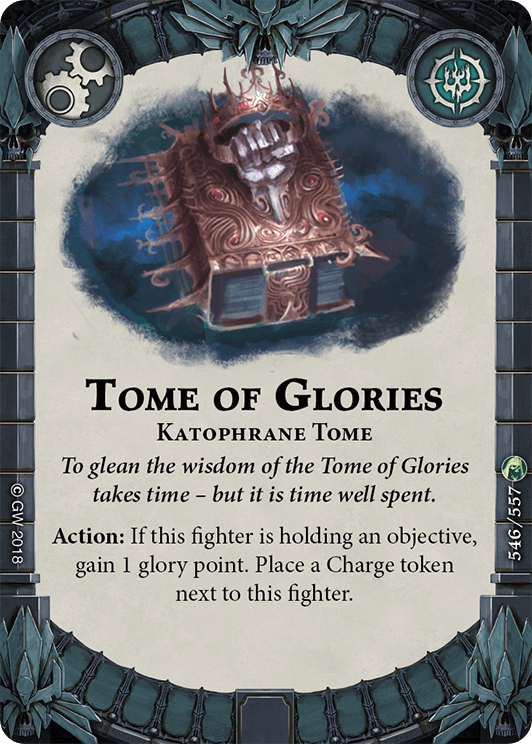 Tome of Glories
Katophrane Tome
To glean the wisdom of the Tome of Glories
takes time – but it is time well spent.
Action: If this fighter is holding an objective,
gain 1 glory point. Place a Charge token
next to this fighter.
© GW 2018
546/557